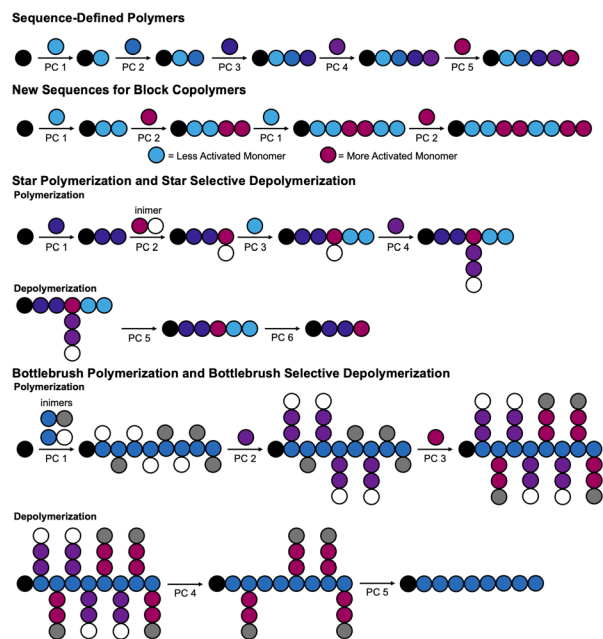 Sequence-Defined Polymers
PC 1
PC 2
PC 3
PC 4
PC 5
New Sequences for Block Copolymers
PC 1
PC 2
PC 1
PC 2
= Less Activated Monomer
= More Activated Monomer
Star Polymerization and Star Selective Depolymerization
Polymerization
inimer
PC 1
PC 2
PC 3
PC 4
Depolymerization
PC 5
PC 6
Bottlebrush Polymerization and Bottlebrush Selective Depolymerization
Polymerization
inimers
PC 1
PC 2
PC 3
Depolymerization
PC 4
PC 5